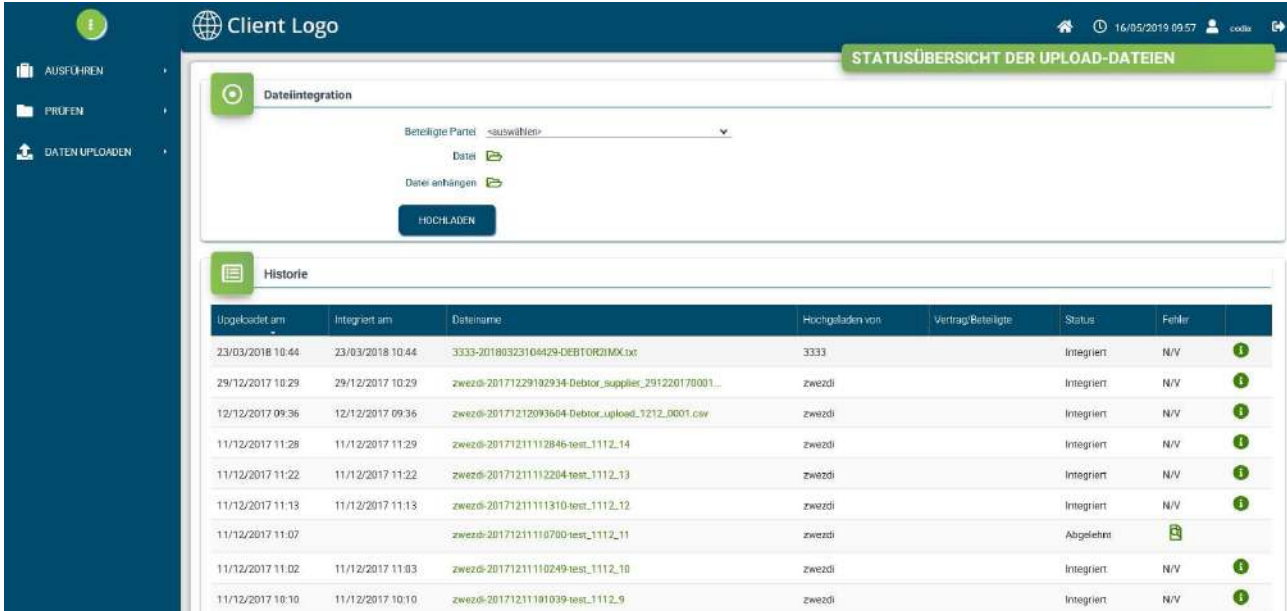 Client Logo
16/05/2019 09:57 codix
STATUSÜBERSICHT DER UPLOAD-DATEIEN
AUSFÜHREN
PRÜFEN
DATEN UPLOADEN
Dateiintegration
Beteiligte Partei <auswählen>
Datei
Datei anhängen
HOCHLADEN
Historie
Upgeloadet am Integriert am Dateiname Hochgeladen von Vertrag/Beteiligte Status Fehler
23/03/2018 10:44 23/03/2018 10:44 3333-20180323104429-DEBTOR2IMX.txt 3333 Integriert N/V
29/12/2017 10:29 29/12/2017 10:29 zwezdi-20171229102934-Debtor_supplier_291220170001... zwezdi Integriert N/V
12/12/2017 09:36 12/12/2017 09:36 zwezdi-20171212093604-Debtor_upload_1212_0001.csv zwezdi Integriert N/V
11/12/2017 11:28 11/12/2017 11:29 zwezdi-20171211112846-test_1112_14 zwezdi Integriert N/V
11/12/2017 11:22 11/12/2017 11:22 zwezdi-20171211112204-test_1112_13 zwezdi Integriert N/V
11/12/2017 11:13 11/12/2017 11:13 zwezdi-20171211111310-test_1112_12 zwezdi Integriert N/V
11/12/2017 11:07 zwezdi-20171211110700-test_1112_11 zwezdi Abgelehnt
11/12/2017 11:02 11/12/2017 11:03 zwezdi-20171211110249-test_1112_10 zwezdi Integriert N/V
11/12/2017 10:10 11/12/2017 10:10 zwezdi-20171211101039-test_1112_9 zwezdi Integriert N/V